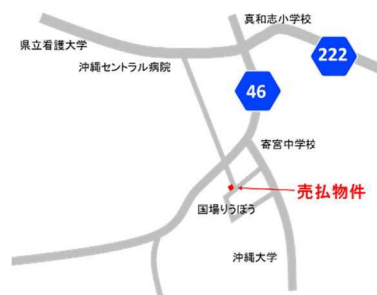 真和志小学校
県立看護大学
222
沖縄セントラル病院
46
寄宮中学校
売払物件
国場りうぼう
沖縄大学